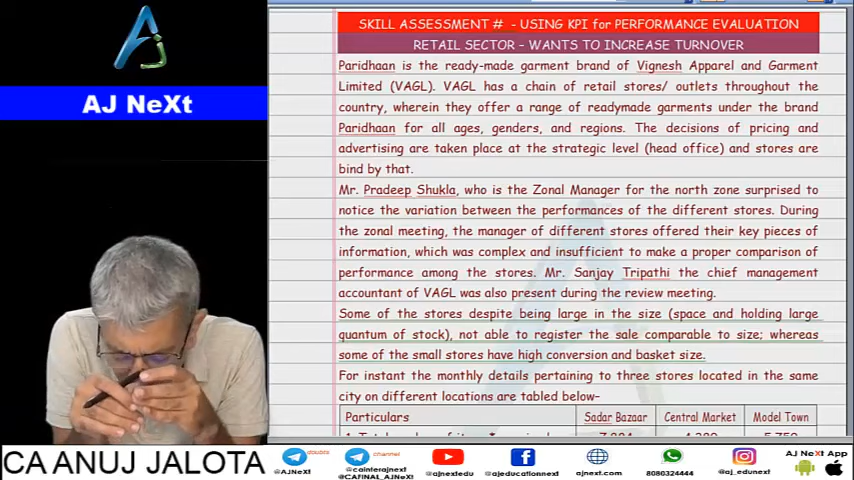 SKILL ASSESSMENT # - USING KPI for PERFORMANCE EVALUATION
RETAIL SECTOR – WANTS TO INCREASE TURNOVER
Paridhaan is the ready-made garment brand of Vignesh Apparel and Garment
Limited (VAGL). VAGL has a chain of retail stores/ outlets throughout the
country, wherein they offer a range of readymade garments under the brand
Paridhaan for all ages, genders, and regions. The decisions of pricing and
advertising are taken place at the strategic level (head office) and stores are
bind by that.
Mr. Pradeep Shukla, who is the Zonal Manager for the north zone surprised to
notice the variation between the performances of the different stores. During
the zonal meeting, the manager of different stores offered their key pieces of
information, which was complex and insufficient to make a proper comparison of
performance among the stores. Mr. Sanjay Tripathi the chief management
accountant of VAGL was also present during the review meeting.
Some of the stores despite being large in the size (space and holding large
quantum of stock), not able to register the sale comparable to size; whereas
some of the small stores have high conversion and basket size.
For instant the monthly details pertaining to three stores located in the same
city on different locations are tabled below-
Particulars Sadar Bazaar Central Market Model Town
AJ NeXt
CA ANUJ JALOTA
doubts
@AJNeXt
channel
@cainterajnext
@CAFINAL_AJNeXt
@ajnextedu
@ajeducationnext
ajnext.com
8080324444
@aj_edunext
AJ NeXt App